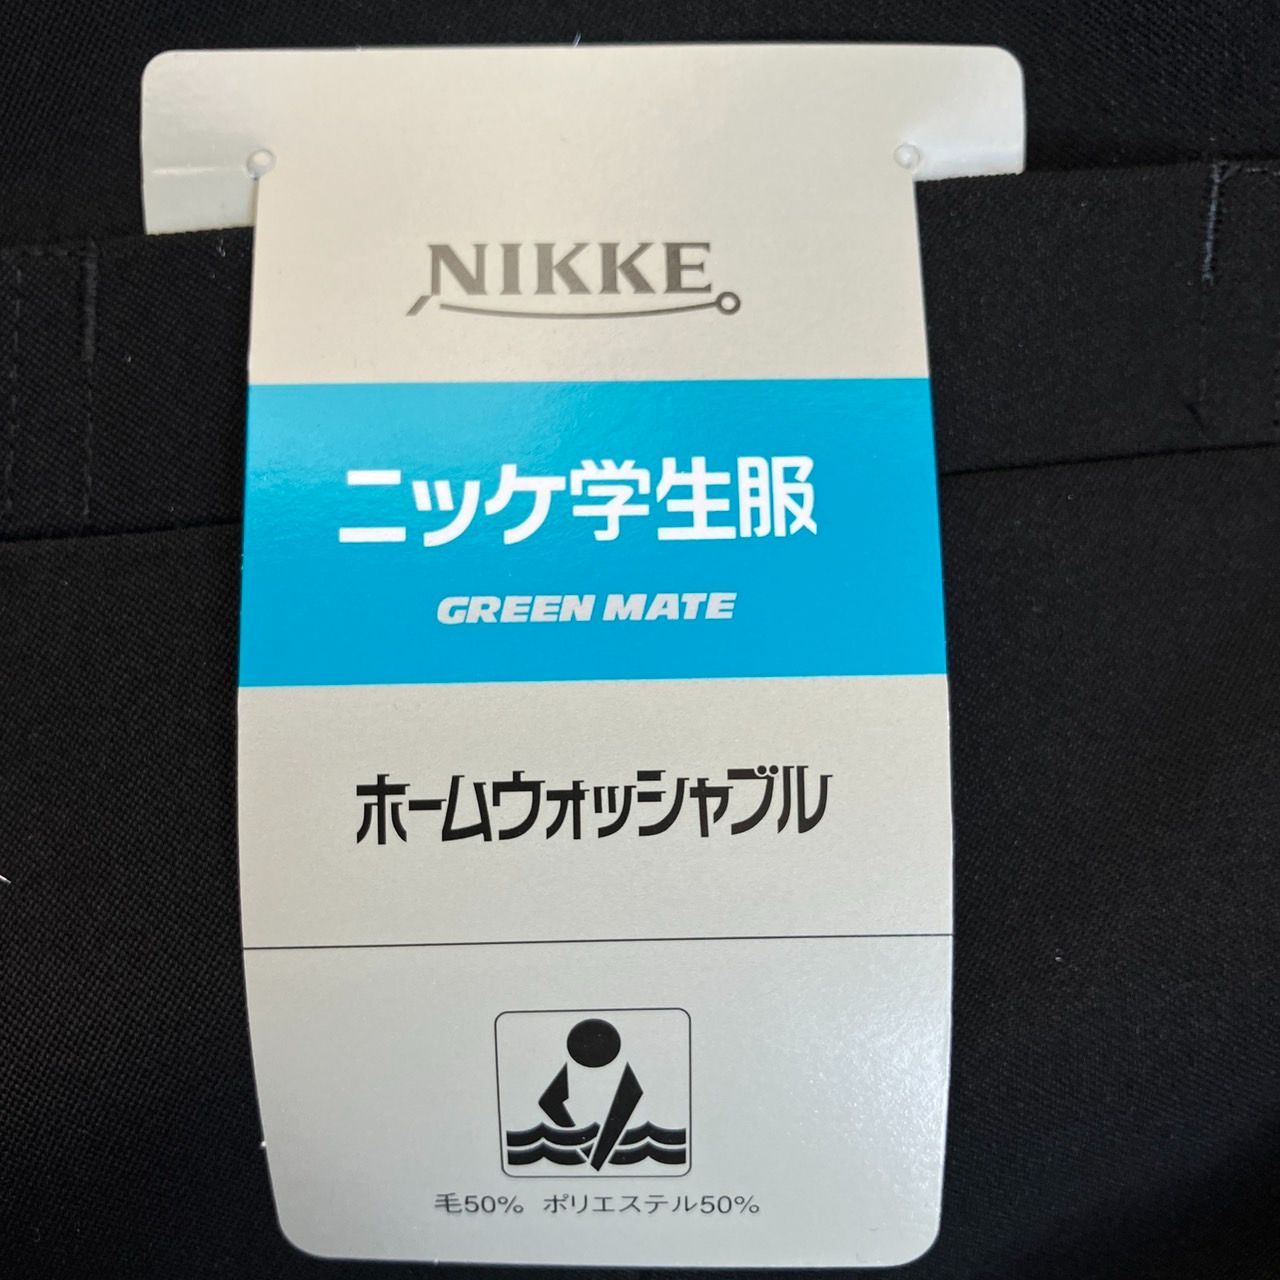 NIKKE
ニッケ学生服
GREEN MATE
ホームウォッシャブル
毛50% ポリエステル50%